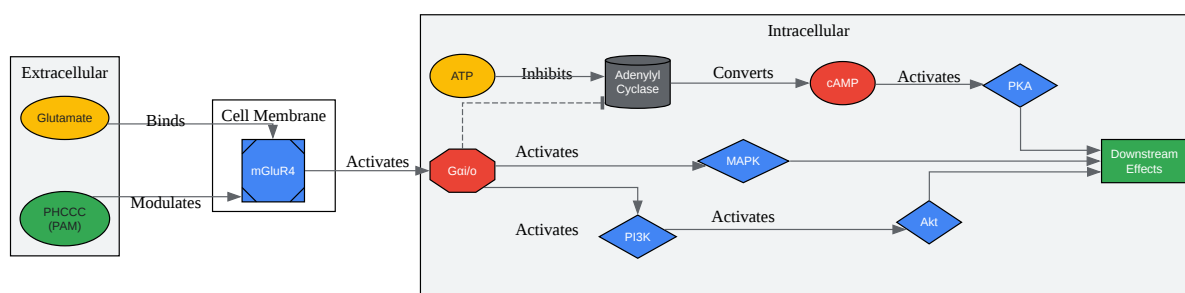 Intracellular
Extracellular
ATP
Inhibits
Adenylyl
Cyclase
Converts
cAMP
Activates
PKA
Glutamate
Binds
Cell Membrane
mGluR4
Activates
Gαi/o
Activates
MAPK
Downstream
Effects
PHCCC
(PAM)
Modulates
Activates
PI3K
Activates
Akt